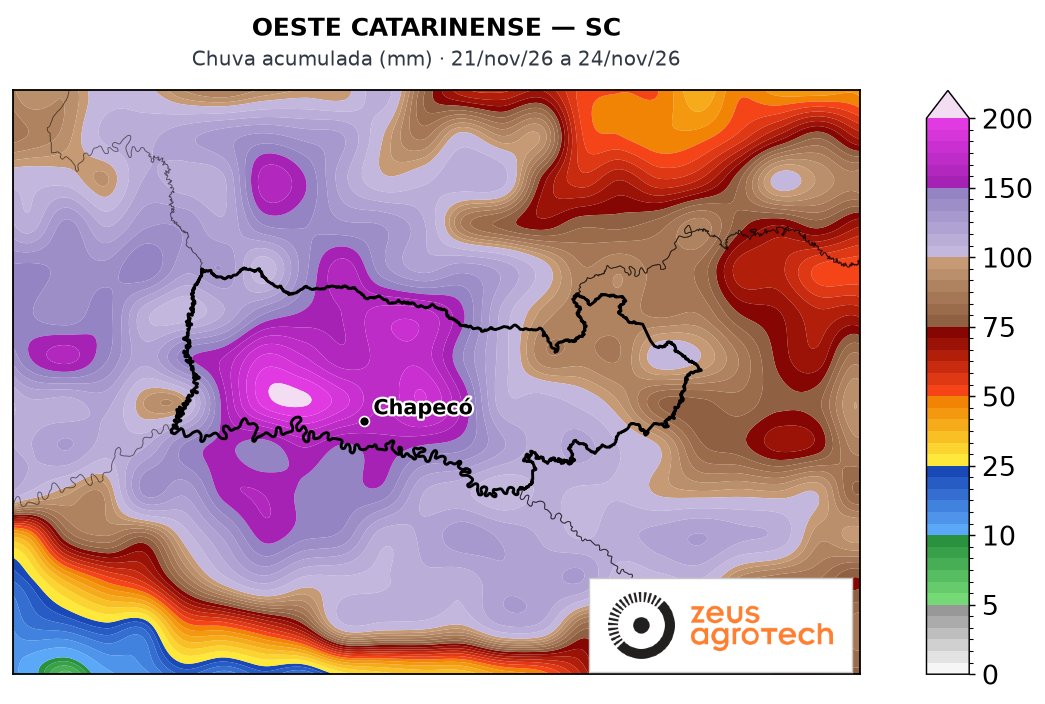 OESTE CATARINENSE — SC
Chuva acumulada (mm) · 21/nov/26 a 24/nov/26
200
150
100
75
50
25
10
5
0
Chapecó
zeus
agrotech